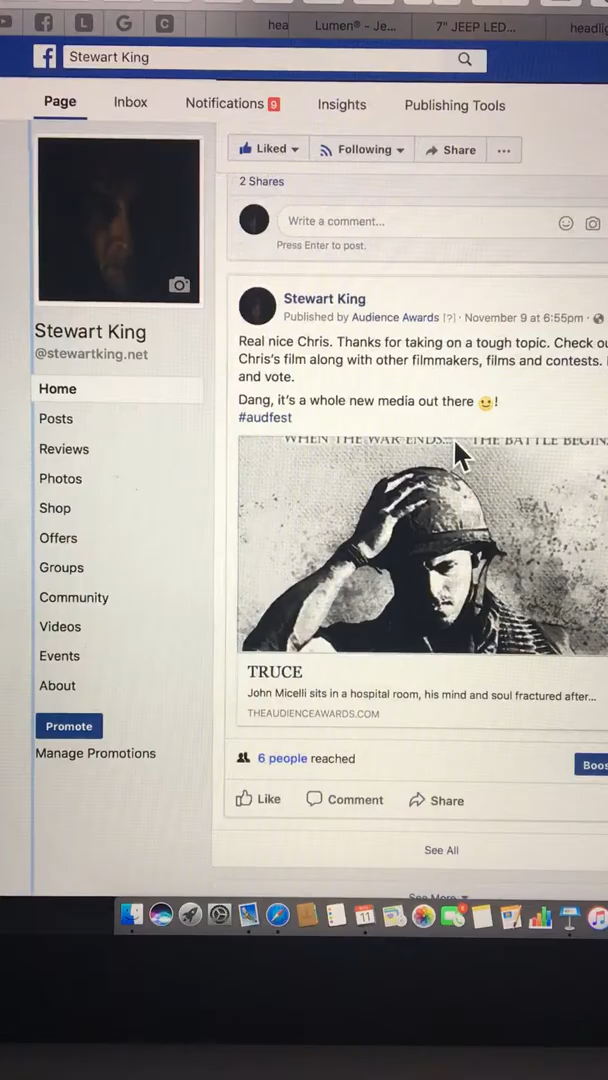 L G C hea Lumen® - Je... 7" JEEP LED... headlig
f Stewart King
Page Inbox Notifications 9 Insights Publishing Tools
Liked Following Share ...
2 Shares
Write a comment...
Press Enter to post.
Stewart King
@stewartking.net
Home
Posts
Reviews
Photos
Shop
Offers
Groups
Community
Videos
Events
About
Promote
Manage Promotions
Stewart King
Published by Audience Awards [?] · November 9 at 6:55pm ·
Real nice Chris. Thanks for taking on a tough topic. Check ou
Chris's film along with other filmmakers, films and contests.
and vote.
Dang, it's a whole new media out there 😉!
#audfest
WHEN THE WAR ENDS... THE BATTLE BEGIN
TRUCE
John Micelli sits in a hospital room, his mind and soul fractured after...
THEAUDIENCEAWARDS.COM
6 people reached
Boos
Like Comment Share
See All
See More
11